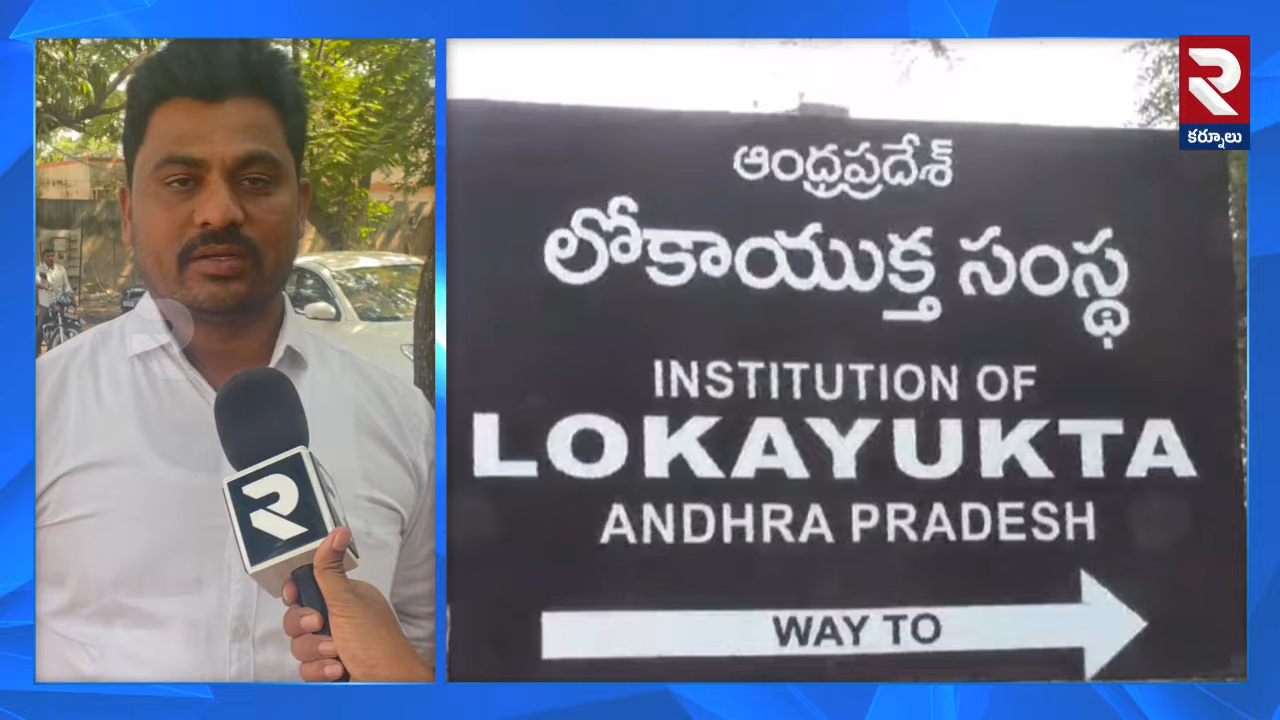 R
కర్నూలు
R
ఆంధ్రప్రదేశ్
లోకాయుక్త సంస్థ
INSTITUTION OF
LOKAYUKTA
ANDHRA PRADESH
WAY TO